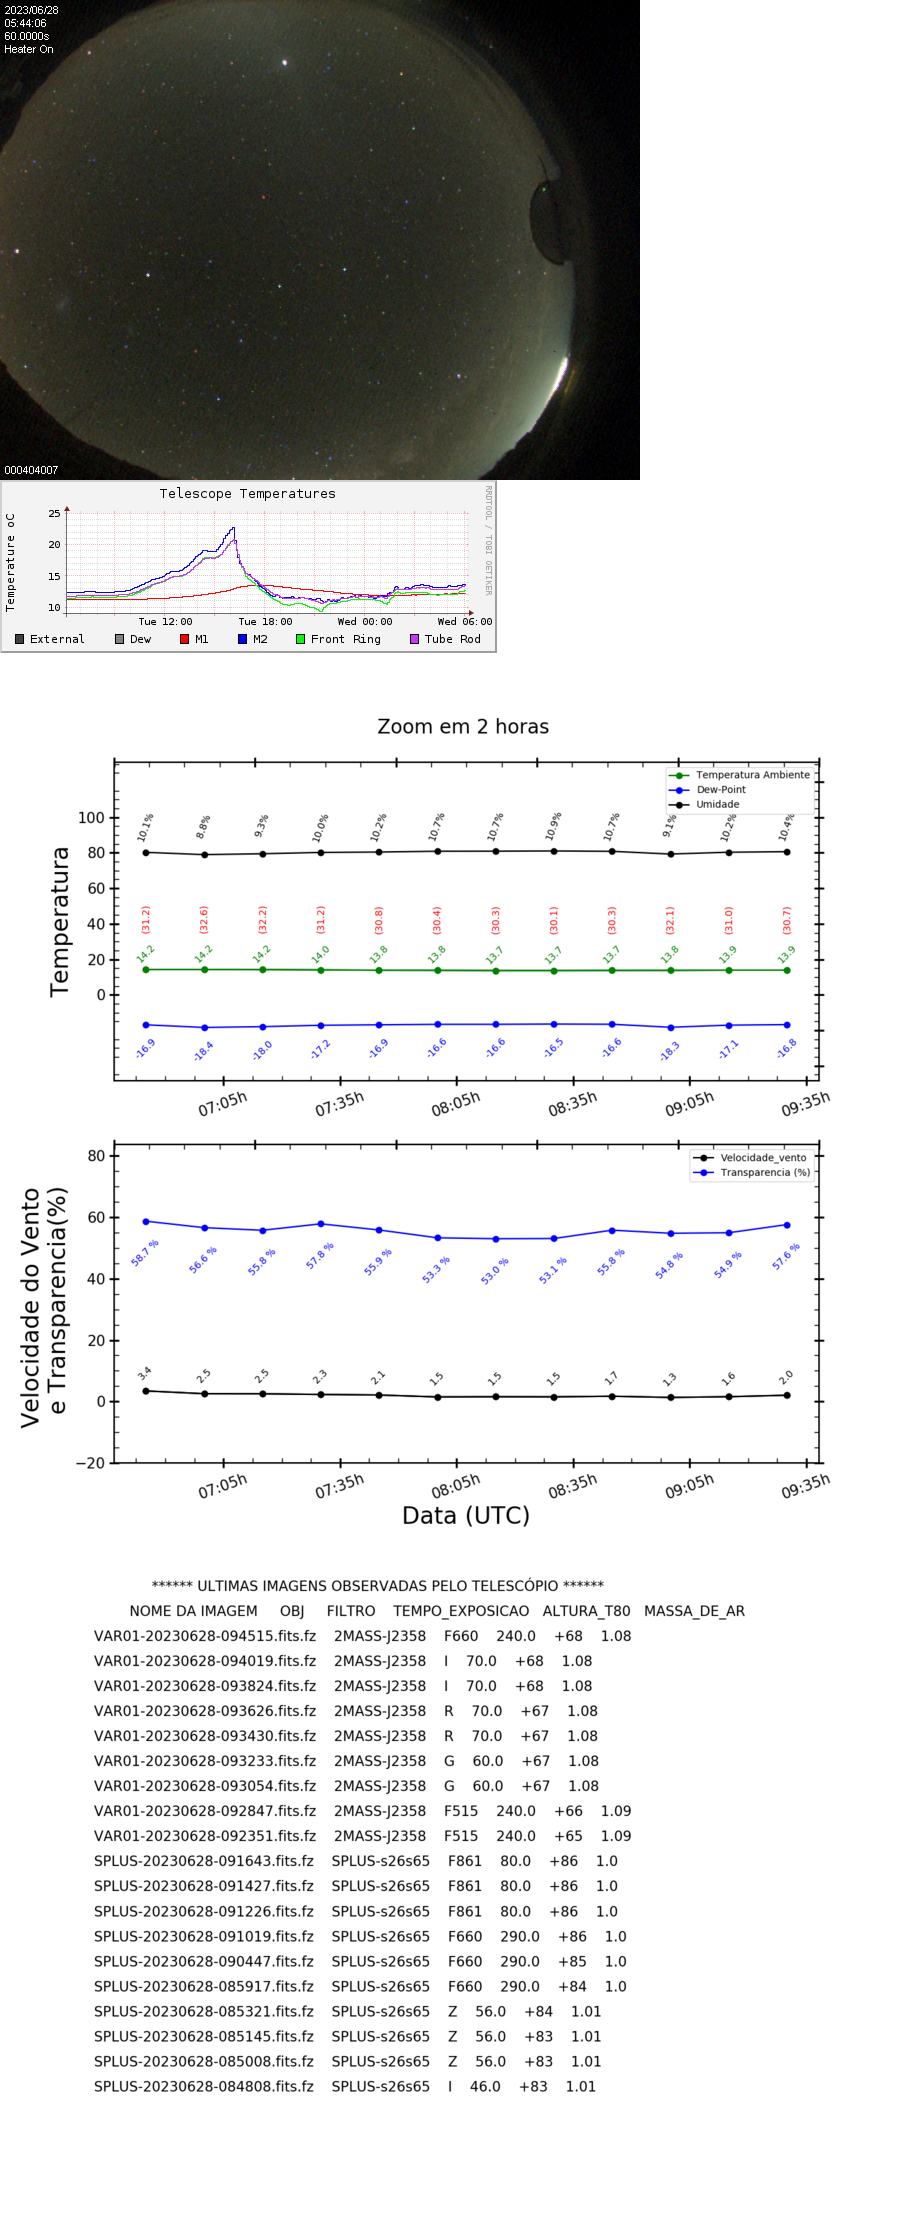 2023/06/28
05:44:06
60.0000s
Heater On
000404007
Telescope Temperatures
RRDTOOL / TOBI OETIKER
Temperature oC
25
20
15
10
Tue 12:00 Tue 18:00 Wed 00:00 Wed 06:00
External Dew M1 M2 Front Ring Tube Rod
Zoom em 2 horas
Temperatura Ambiente
Dew-Point
Umidade
Temperatura
100
80
60
40
20
0
10.1% 8.8% 9.3% 10.0% 10.2% 10.7% 10.7% 10.9% 10.7% 9.1% 10.2% 10.4%
(31.2) (32.6) (32.2) (31.2) (30.8) (30.4) (30.3) (30.1) (30.3) (32.1) (31.0) (30.7)
14.2 14.2 14.2 14.0 13.8 13.8 13.7 13.7 13.7 13.8 13.9 13.9
-16.9 -18.4 -18.0 -17.2 -16.9 -16.6 -16.6 -16.5 -16.6 -18.3 -17.1 -16.8
07:05h 07:35h 08:05h 08:35h 09:05h 09:35h
Velocidade_vento
Transparencia (%)
Velocidade do Vento
e Transparencia(%)
80
60
40
20
0
−20
58.7 % 56.6 % 55.8 % 57.8 % 55.9 % 53.3 % 53.0 % 53.1 % 55.8 % 54.8 % 54.9 % 57.6 %
3.4 2.5 2.5 2.3 2.1 1.5 1.5 1.5 1.7 1.3 1.6 2.0
07:05h 07:35h 08:05h 08:35h 09:05h 09:35h
Data (UTC)
****** ULTIMAS IMAGENS OBSERVADAS PELO TELESCÓPIO ******
NOME DA IMAGEM OBJ FILTRO TEMPO_EXPOSICAO ALTURA_T80 MASSA_DE_AR
VAR01-20230628-094515.fits.fz 2MASS-J2358 F660 240.0 +68 1.08
VAR01-20230628-094019.fits.fz 2MASS-J2358 I 70.0 +68 1.08
VAR01-20230628-093824.fits.fz 2MASS-J2358 I 70.0 +68 1.08
VAR01-20230628-093626.fits.fz 2MASS-J2358 R 70.0 +67 1.08
VAR01-20230628-093430.fits.fz 2MASS-J2358 R 70.0 +67 1.08
VAR01-20230628-093233.fits.fz 2MASS-J2358 G 60.0 +67 1.08
VAR01-20230628-093054.fits.fz 2MASS-J2358 G 60.0 +67 1.08
VAR01-20230628-092847.fits.fz 2MASS-J2358 F515 240.0 +66 1.09
VAR01-20230628-092351.fits.fz 2MASS-J2358 F515 240.0 +65 1.09
SPLUS-20230628-091643.fits.fz SPLUS-s26s65 F861 80.0 +86 1.0
SPLUS-20230628-091427.fits.fz SPLUS-s26s65 F861 80.0 +86 1.0
SPLUS-20230628-091226.fits.fz SPLUS-s26s65 F861 80.0 +86 1.0
SPLUS-20230628-091019.fits.fz SPLUS-s26s65 F660 290.0 +86 1.0
SPLUS-20230628-090447.fits.fz SPLUS-s26s65 F660 290.0 +85 1.0
SPLUS-20230628-085917.fits.fz SPLUS-s26s65 F660 290.0 +84 1.0
SPLUS-20230628-085321.fits.fz SPLUS-s26s65 Z 56.0 +84 1.01
SPLUS-20230628-085145.fits.fz SPLUS-s26s65 Z 56.0 +83 1.01
SPLUS-20230628-085008.fits.fz SPLUS-s26s65 Z 56.0 +83 1.01
SPLUS-20230628-084808.fits.fz SPLUS-s26s65 I 46.0 +83 1.01